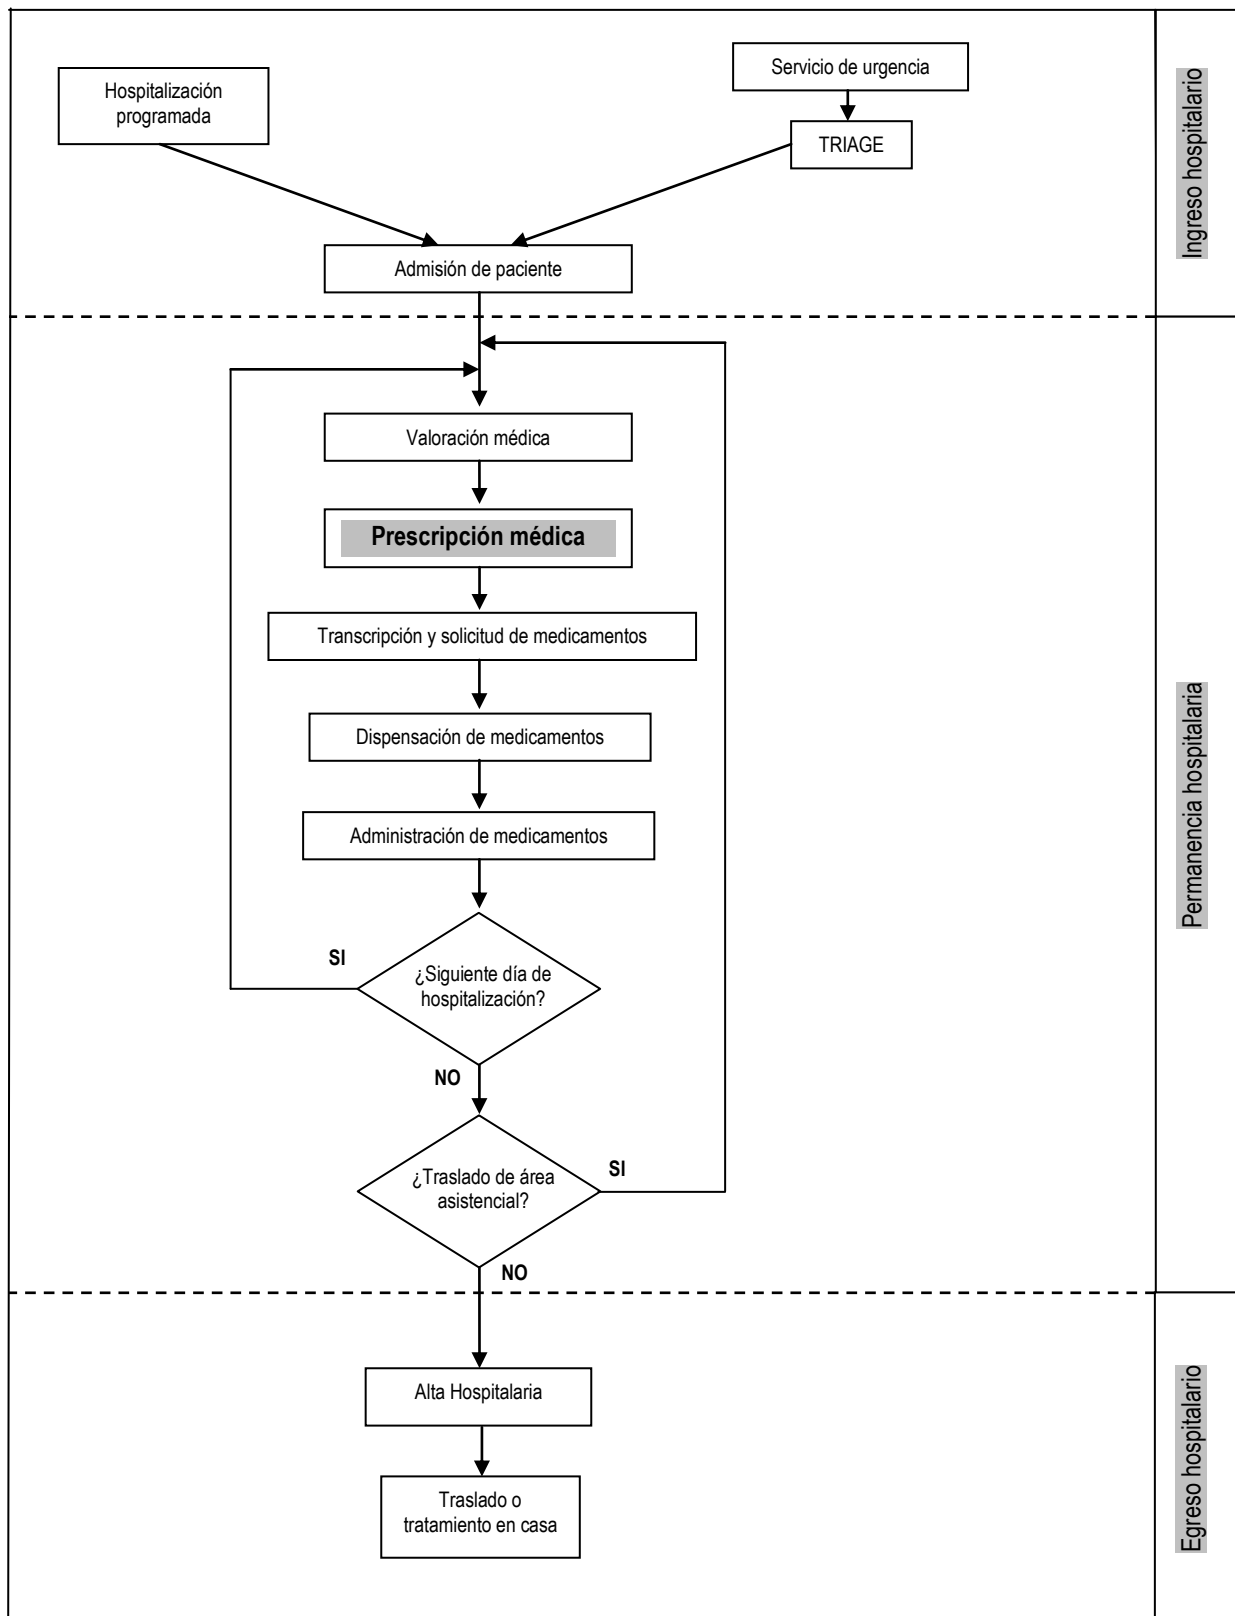 Servicio de urgencia
Hospitalización
programada
TRIAGE
Ingreso hospitalario
Admisión de paciente
Valoración médica
Prescripción médica
Transcripción y solicitud de medicamentos
Dispensación de medicamentos
Administración de medicamentos
Permanencia hospitalaria
SI
¿Siguiente día de
hospitalización?
NO
¿Traslado de área
asistencial?
SI
NO
Alta Hospitalaria
Traslado o
tratamiento en casa
Egreso hospitalario